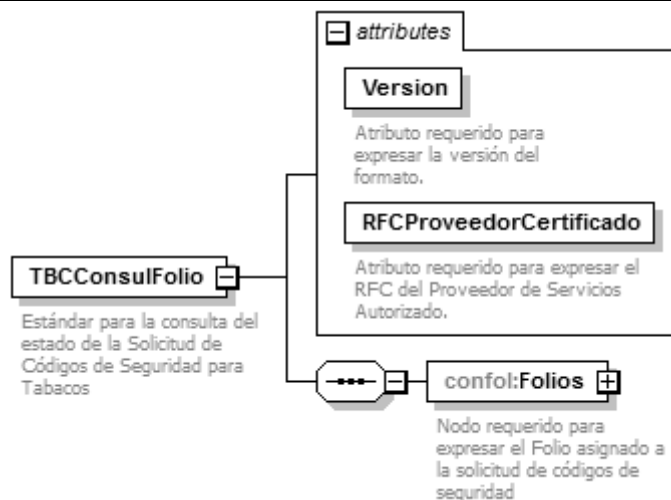 attributes
Version
Atributo requerido para
expresar la versión del
formato.
RFCProveedorCertificado
Atributo requerido para expresar el
RFC del Proveedor de Servicios
Autorizado.
TBCConsulFolio
Estándar para la consulta del
estado de la Solicitud de
Códigos de Seguridad para
Tabacos
confol:Folios
Nodo requerido para
expresar el Folio asignado a
la solicitud de códigos de
seguridad